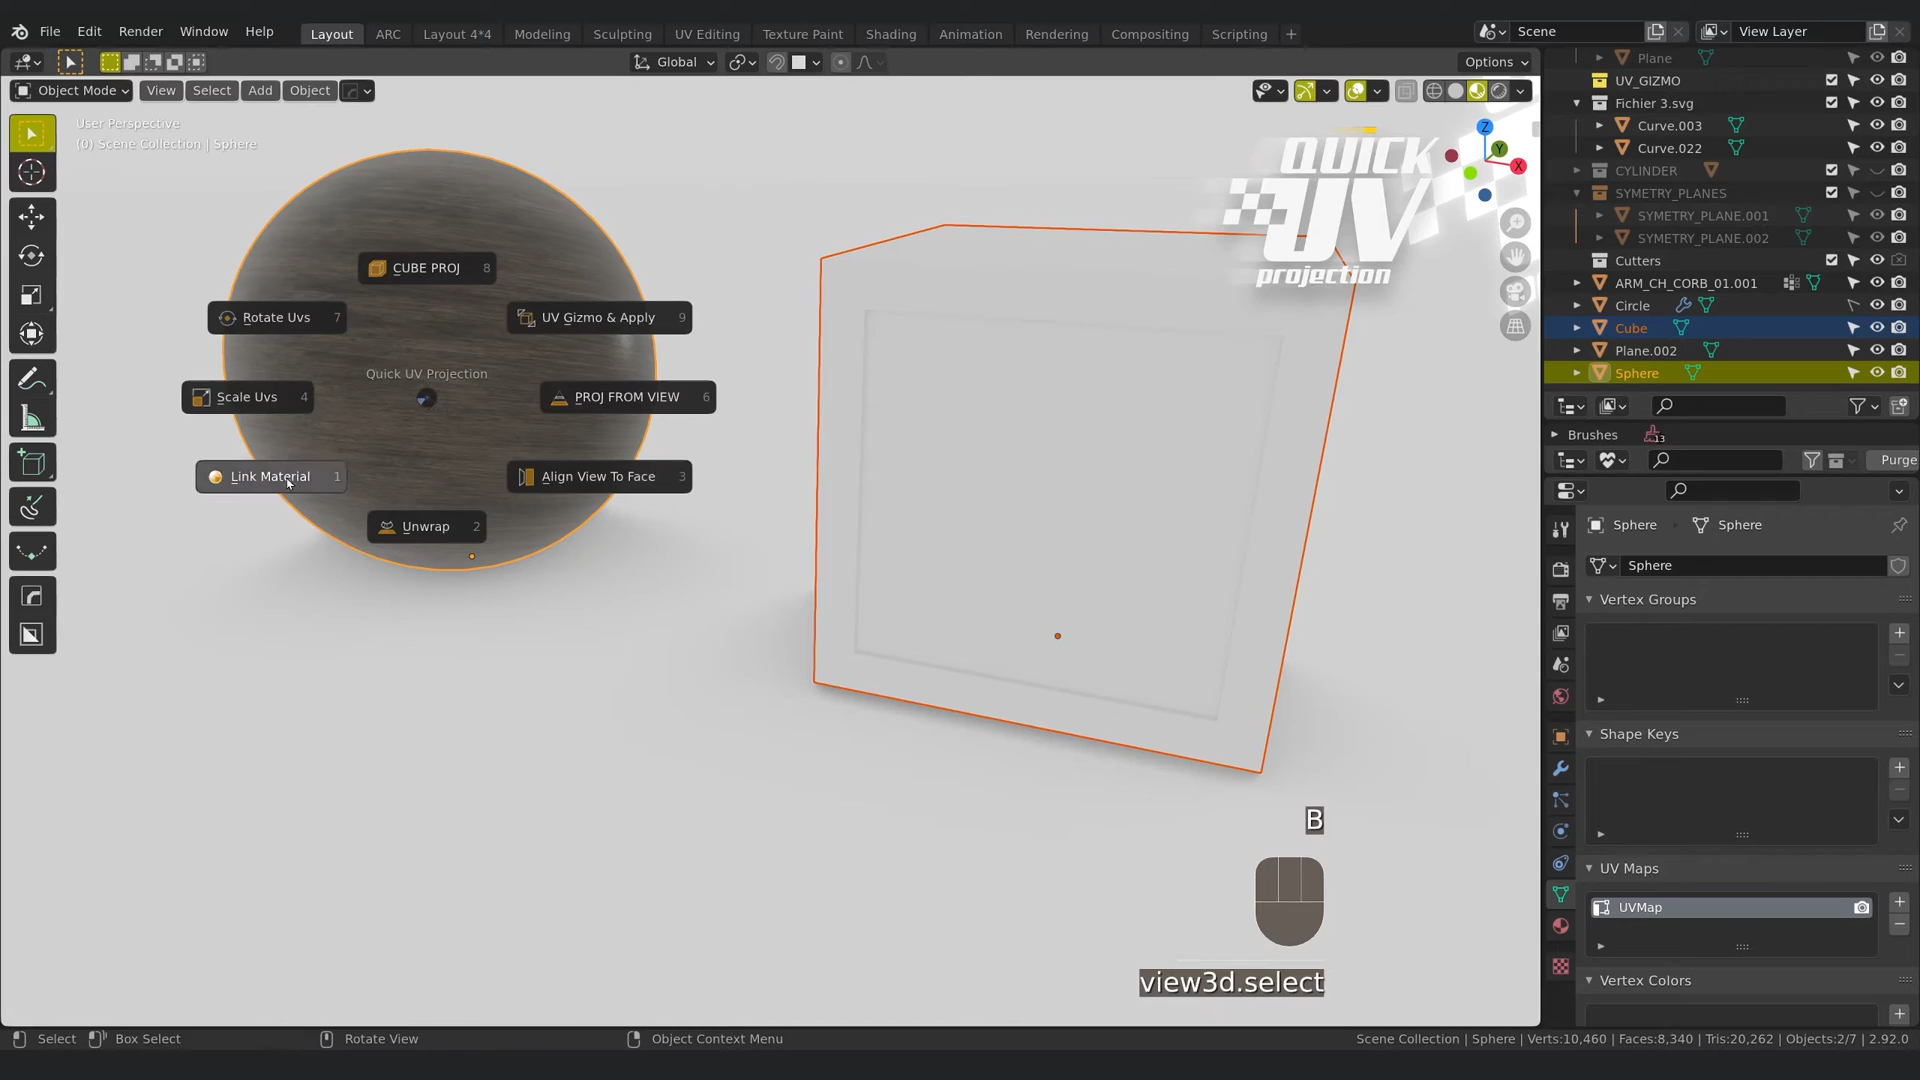 File Edit Render Window Help Layout ARC Layout 4*4 Modeling Sculpting UV Editing Texture Paint Shading Animation Rendering Compositing Scripting + Scene View Layer
Global Options
Object Mode View Select Add Object
User Perspective
(0) Scene Collection | Sphere
QUICK
UV
projection
Z
Y
X
CUBE PROJ 8
Rotate Uvs 7
UV Gizmo & Apply 9
Quick UV Projection
Scale Uvs 4
PROJ FROM VIEW 6
Link Material 1
Align View To Face 3
Unwrap 2
B
view3d.select
Plane
UV_GIZMO
Fichier 3.svg
Curve.003
Curve.022
CYLINDER
SYMETRY_PLANES
SYMETRY_PLANE.001
SYMETRY_PLANE.002
Cutters
ARM_CH_CORB_01.001
Circle
Cube
Plane.002
Sphere
Brushes 13
Purge
Sphere Sphere
Sphere
Vertex Groups
Shape Keys
UV Maps
UVMap
Vertex Colors
Select Box Select Rotate View Object Context Menu Scene Collection | Sphere | Verts:10,460 | Faces:8,340 | Tris:20,262 | Objects:2/7 | 2.92.0